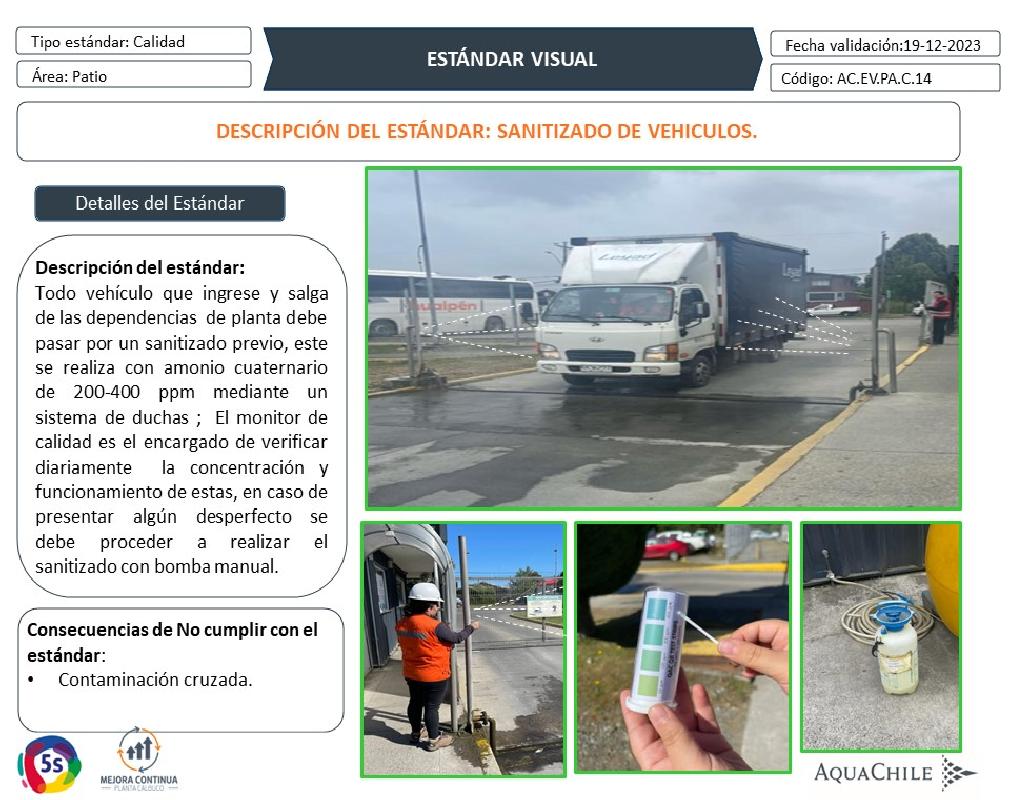 Tipo estándar: Calidad
Área: Patio
ESTÁNDAR VISUAL
Fecha validación:19-12-2023
Código: AC.EV.PA.C.14
DESCRIPCIÓN DEL ESTÁNDAR: SANITIZADO DE VEHICULOS.
Detalles del Estándar
Descripción del estándar:
Todo vehículo que ingrese y salga
de las dependencias de planta debe
pasar por un sanitizado previo, este
se realiza con amonio cuaternario
de 200-400 ppm mediante un
sistema de duchas ; El monitor de
calidad es el encargado de verificar
diariamente la concentración y
funcionamiento de estas, en caso de
presentar algún desperfecto se
debe proceder a realizar el
sanitizado con bomba manual.
Consecuencias de No cumplir con el
estándar:
• Contaminación cruzada.
5s
MEJORA CONTINUA
PLANTA CALBUCO
AQUACHILE